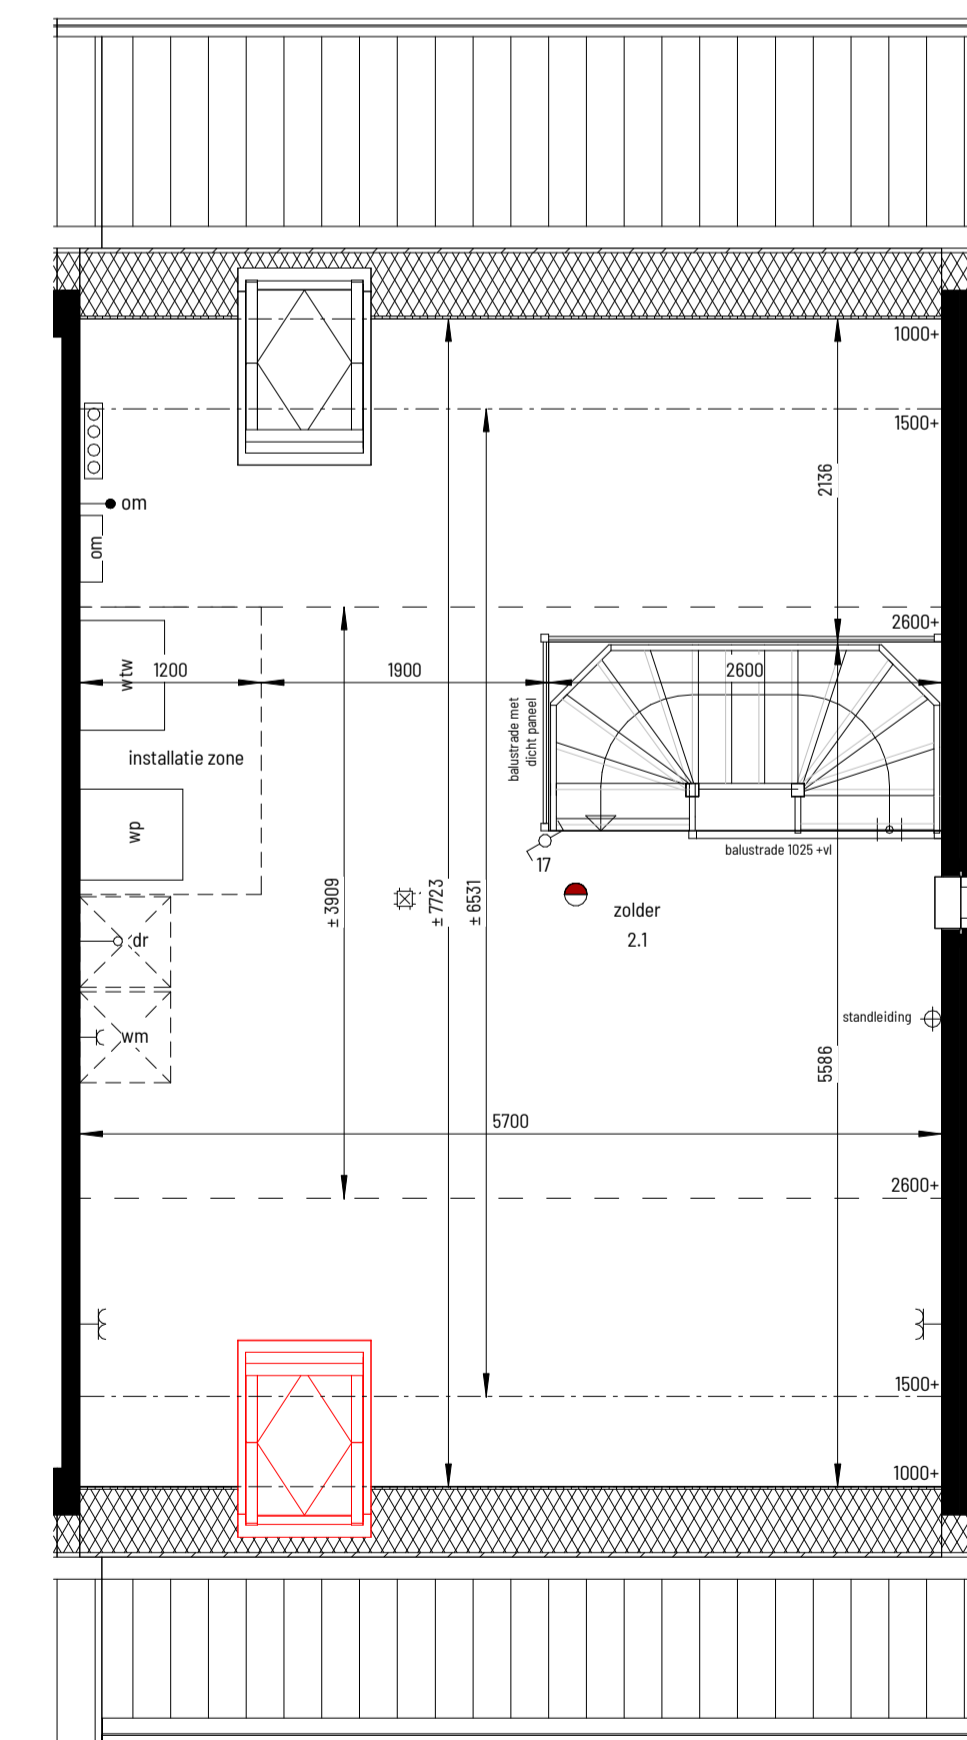 1000+
1500+
2136
om
om
2600+
wtw
1200
1900
2600
balustrade met
dicht paneel
installatie zone
wp
balustrade 1025 +vl
17
± 3909
± 7723
± 6531
zolder
2.1
dr
standleiding
wm
5586
5700
2600+
1500+
1000+